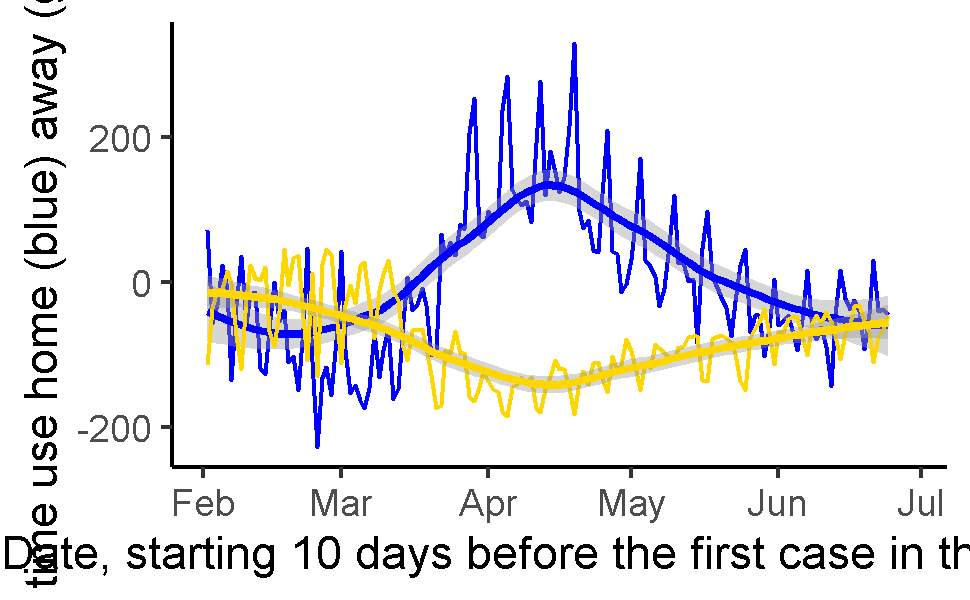 time use home (blue) away (
200
0
-200
Feb Mar Apr May Jun Jul
Date, starting 10 days before the first case in th